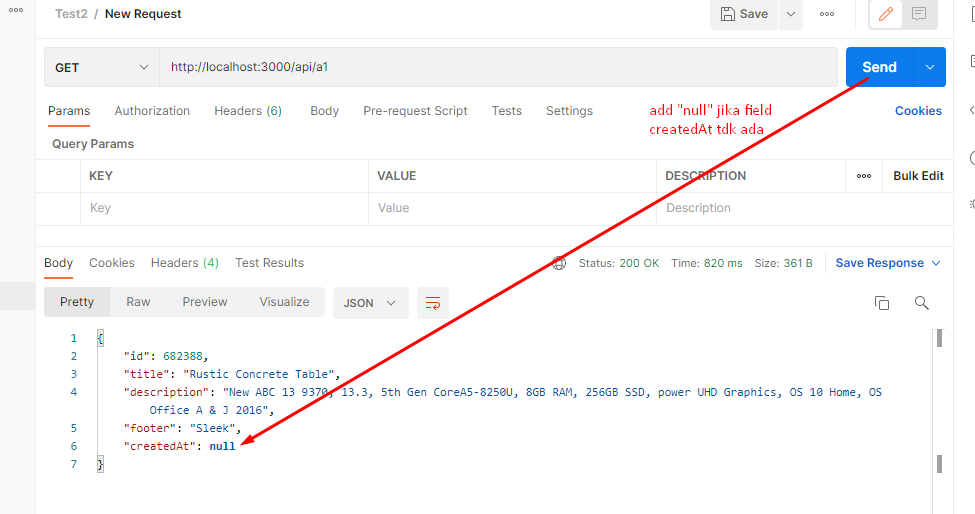 Test2 / New Request
Save
GET
http://localhost:3000/api/a1
Send
Params Authorization Headers (6) Body Pre-request Script Tests Settings
Cookies
add "null" jika field
createdAt tdk ada
Query Params
KEY VALUE DESCRIPTION
Bulk Edit
Key Value Description
Body Cookies Headers (4) Test Results
Status: 200 OK Time: 820 ms Size: 361 B
Save Response
Pretty Raw Preview Visualize JSON
1 {
2 "id": 682388,
3 "title": "Rustic Concrete Table",
4 "description": "New ABC 13 9370, 13.3, 5th Gen CoreA5-8250U, 8GB RAM, 256GB SSD, power UHD Graphics, OS 10 Home, OS
Office A & J 2016",
5 "footer": "Sleek",
6 "createdAt": null
7 }